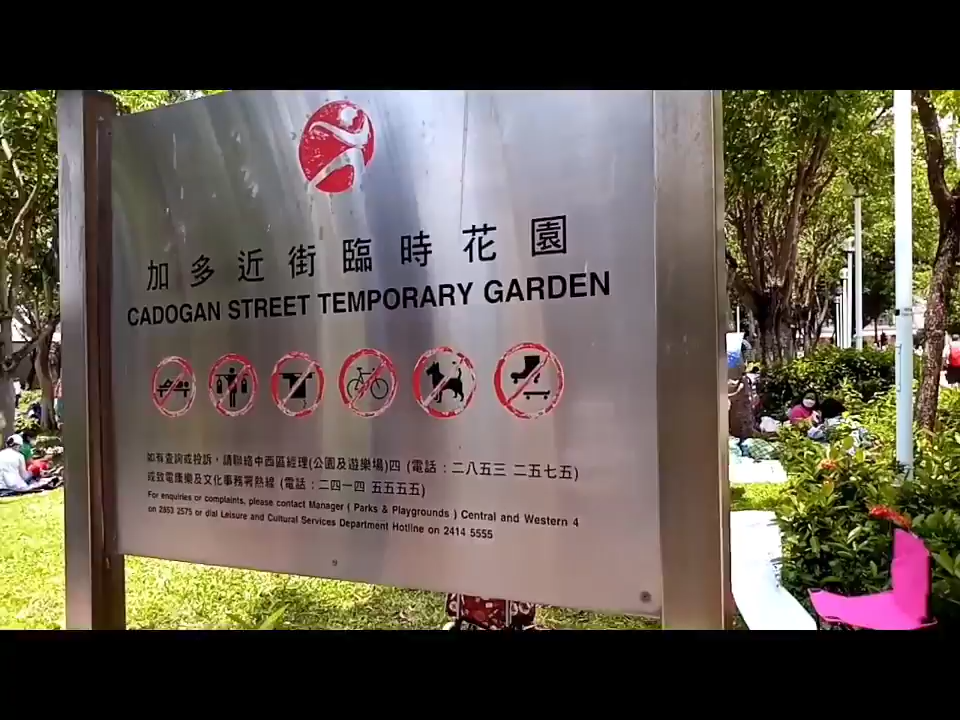 加多近街臨時花園
CADOGAN STREET TEMPORARY GARDEN
如有查詢或投訴，請聯絡中西區經理(公園及遊樂場)四 (電話：二八五三 二五七五)
或致電康樂及文化事務署熱線 (電話：二四一四 五五五五)
For enquiries or complaints, please contact Manager ( Parks & Playgrounds ) Central and Western 4
on 2853 2575 or dial Leisure and Cultural Services Department Hotline on 2414 5555